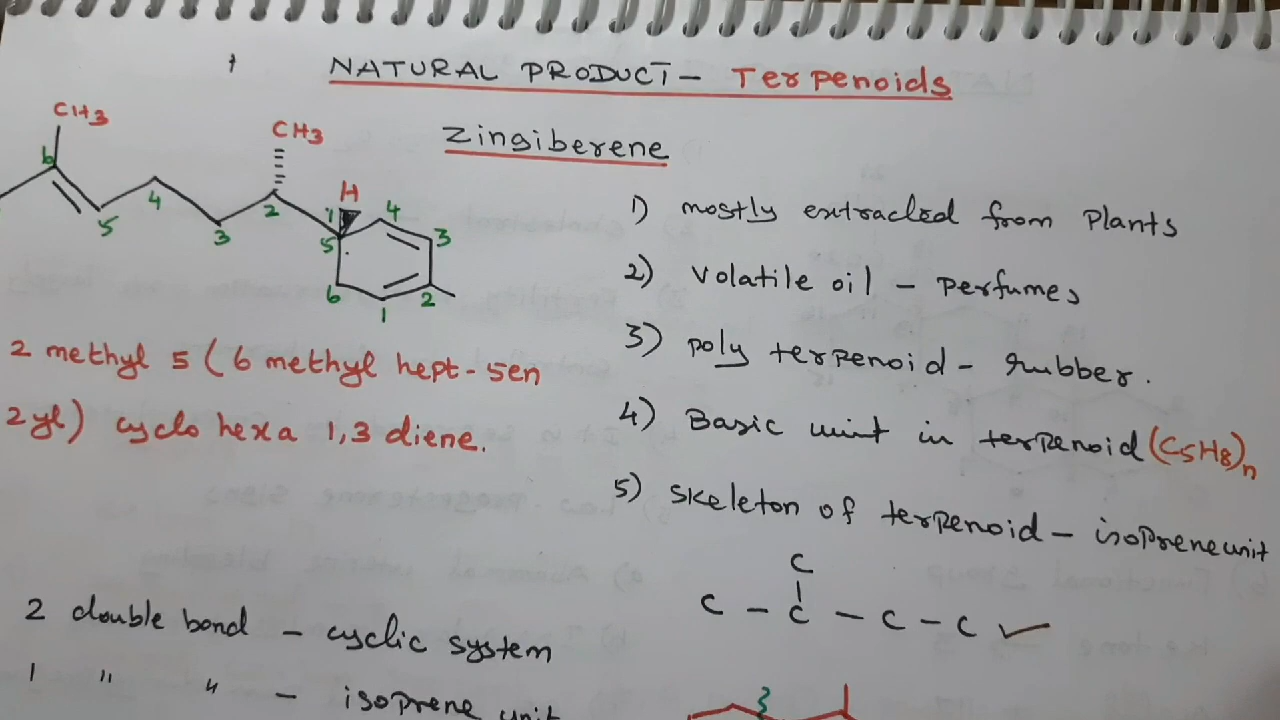 NATURAL PRODUCT - Terpenoids
Zingiberene
CH3
CH3
H
6
5
4
3
2
1
5
4
3
2
1
6
2 methyl 5 ( 6 methyl hept - 5en
2yl) cyclo hexa 1,3 diene.
1) mostly extracted from Plants
2) Volatile oil - perfumes
3) poly terpenoid - rubber.
4) Basic unit in terpenoid (C5H8)n
5) Skeleton of terpenoid - isoprene unit
C
C - C - C - C
2 double bond - cyclic system
1 " " - isoprene unit